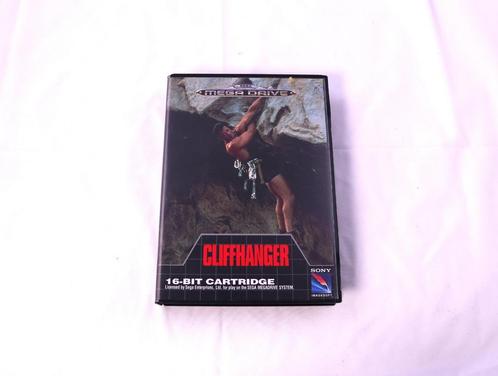 MEGA DRIVE
CLIFFHANGER
16-BIT CARTRIDGE
Licensed by Sega Enterprises, Ltd. for play on the SEGA MEGADRIVE SYSTEM.
SONY
IMAGESOFT